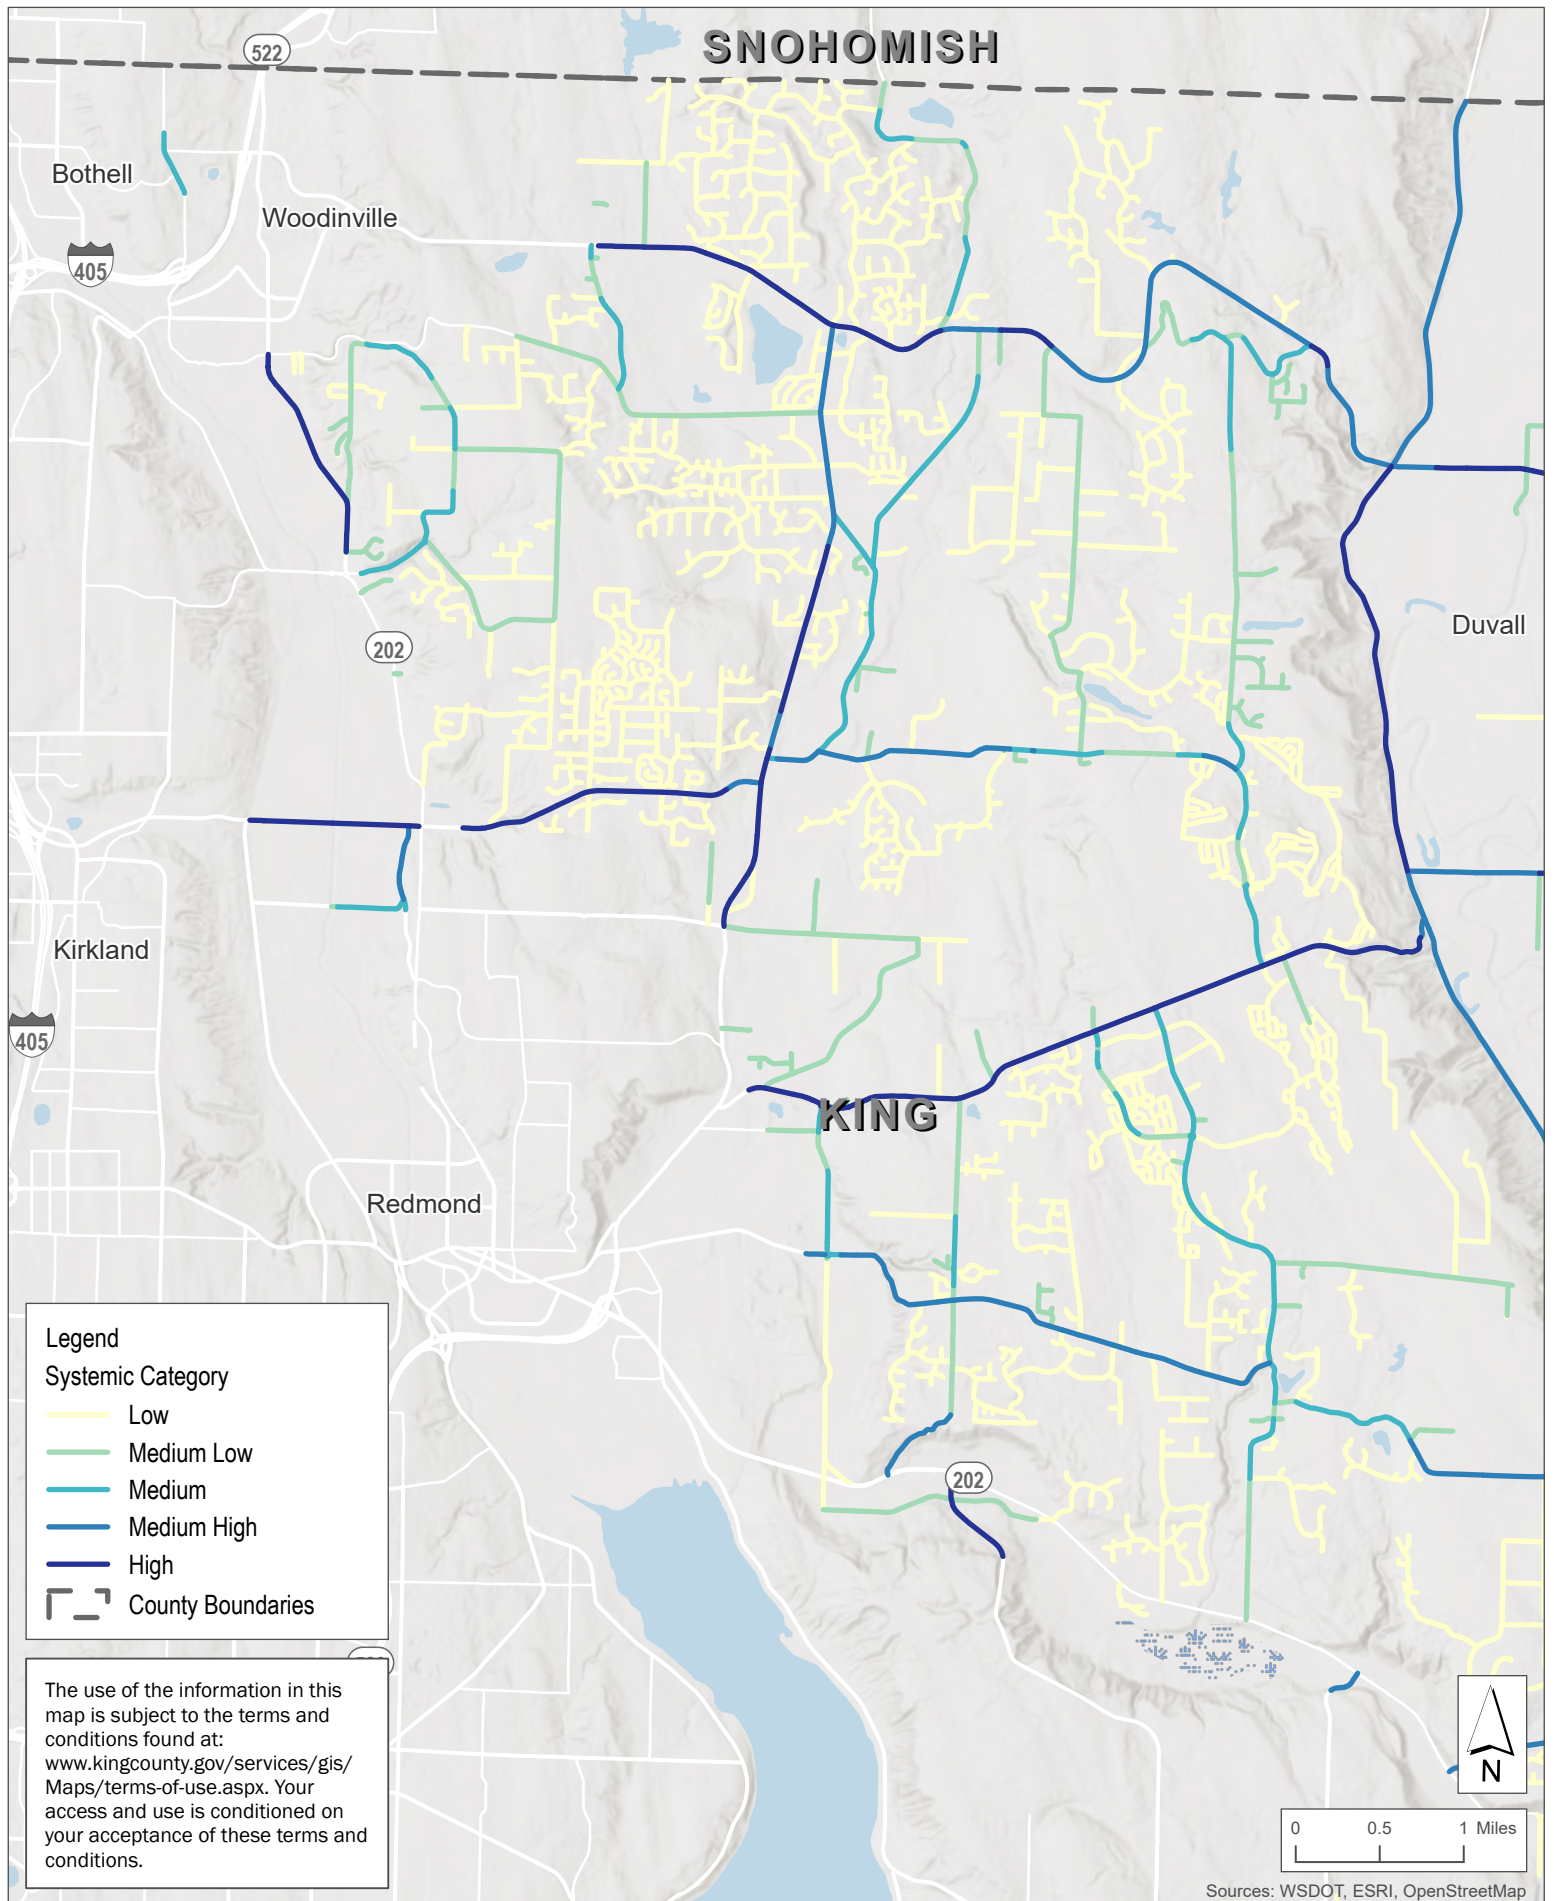 SNOHOMISH
522
Bothell
Woodinville
405
Duvall
202
Kirkland
405
KING
Redmond
202
Legend
Systemic Category
Low
Medium Low
Medium
Medium High
High
County Boundaries
The use of the information in this
map is subject to the terms and
conditions found at:
www.kingcounty.gov/services/gis/
Maps/terms-of-use.aspx. Your
access and use is conditioned on
your acceptance of these terms and
conditions.
N
0 0.5 1 Miles
Sources: WSDOT, ESRI, OpenStreetMap